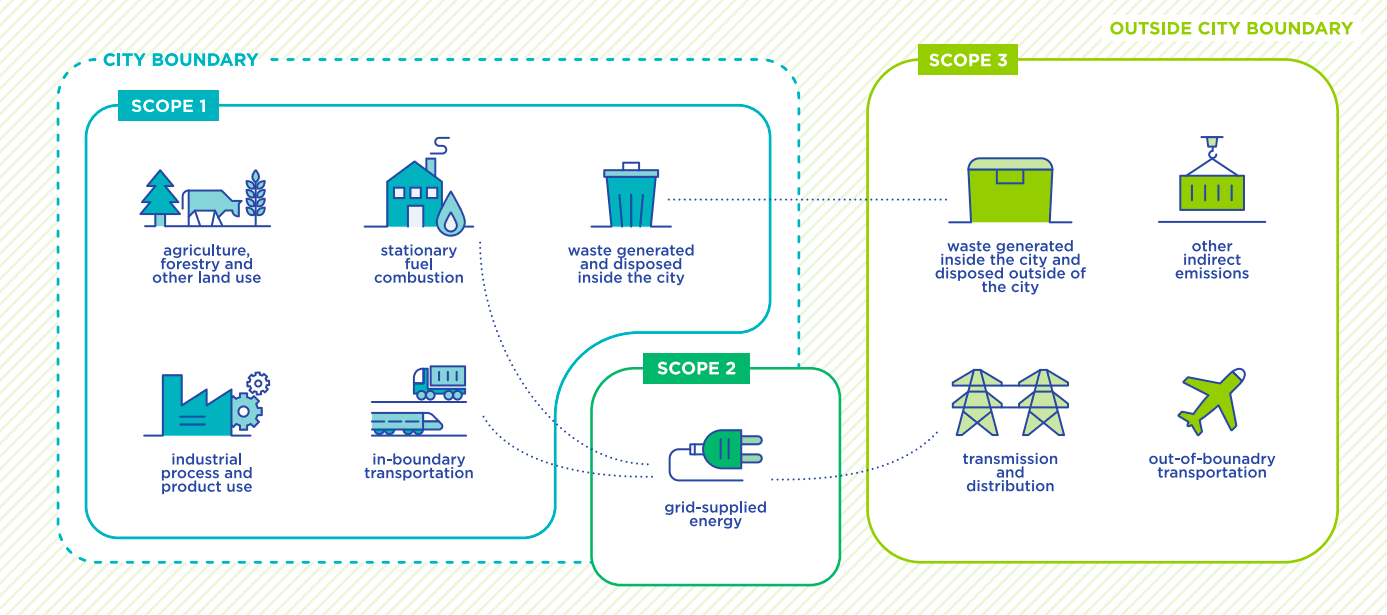 OUTSIDE CITY BOUNDARY
CITY BOUNDARY
SCOPE 3
SCOPE 1
agriculture,
forestry and
other land use
stationary
fuel
combustion
waste generated
and disposed
inside the city
waste generated
inside the city and
disposed outside of
the city
other
indirect
emissions
SCOPE 2
industrial
process and
product use
in-boundary
transportation
grid-supplied
energy
transmission
and
distribution
out-of-bounadry
transportation